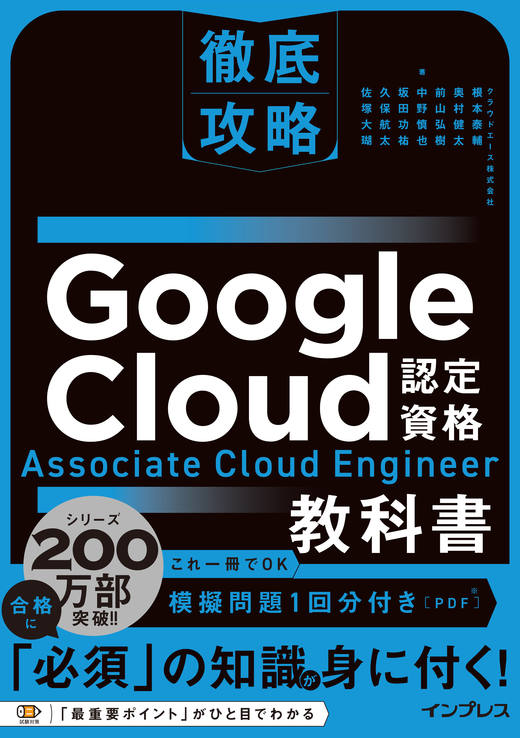 徹底
攻略
クラウドエース株式会社
根本泰輔
奥村健太
前山弘樹
中野慎也
坂田功祐
久保航太
佐塚大瑚
著
Google
Cloud
認定
資格
Associate Cloud Engineer
教科書
シリーズ
200
万部
突破!!
これ一冊でOK
模擬問題1回分付き[PDF]※
合格に
「必須」の知識が身に付く!
試験対策
「最重要ポイント」がひと目でわかる
インプレス